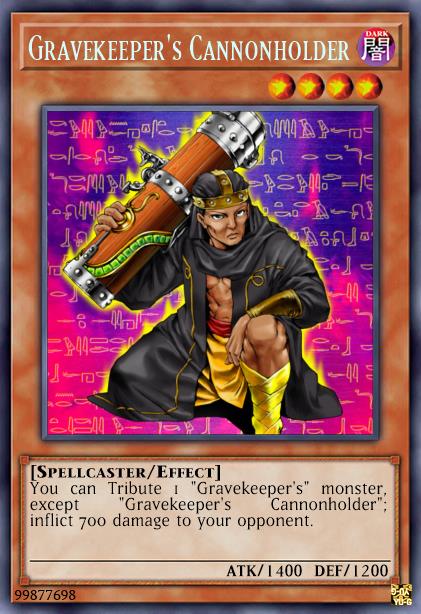 Gravekeeper's Cannonholder
DARK
闇
[Spellcaster/Effect]
You can Tribute 1 "Gravekeeper's" monster,
except "Gravekeeper's Cannonholder";
inflict 700 damage to your opponent.
ATK/1400 DEF/1200
99877698